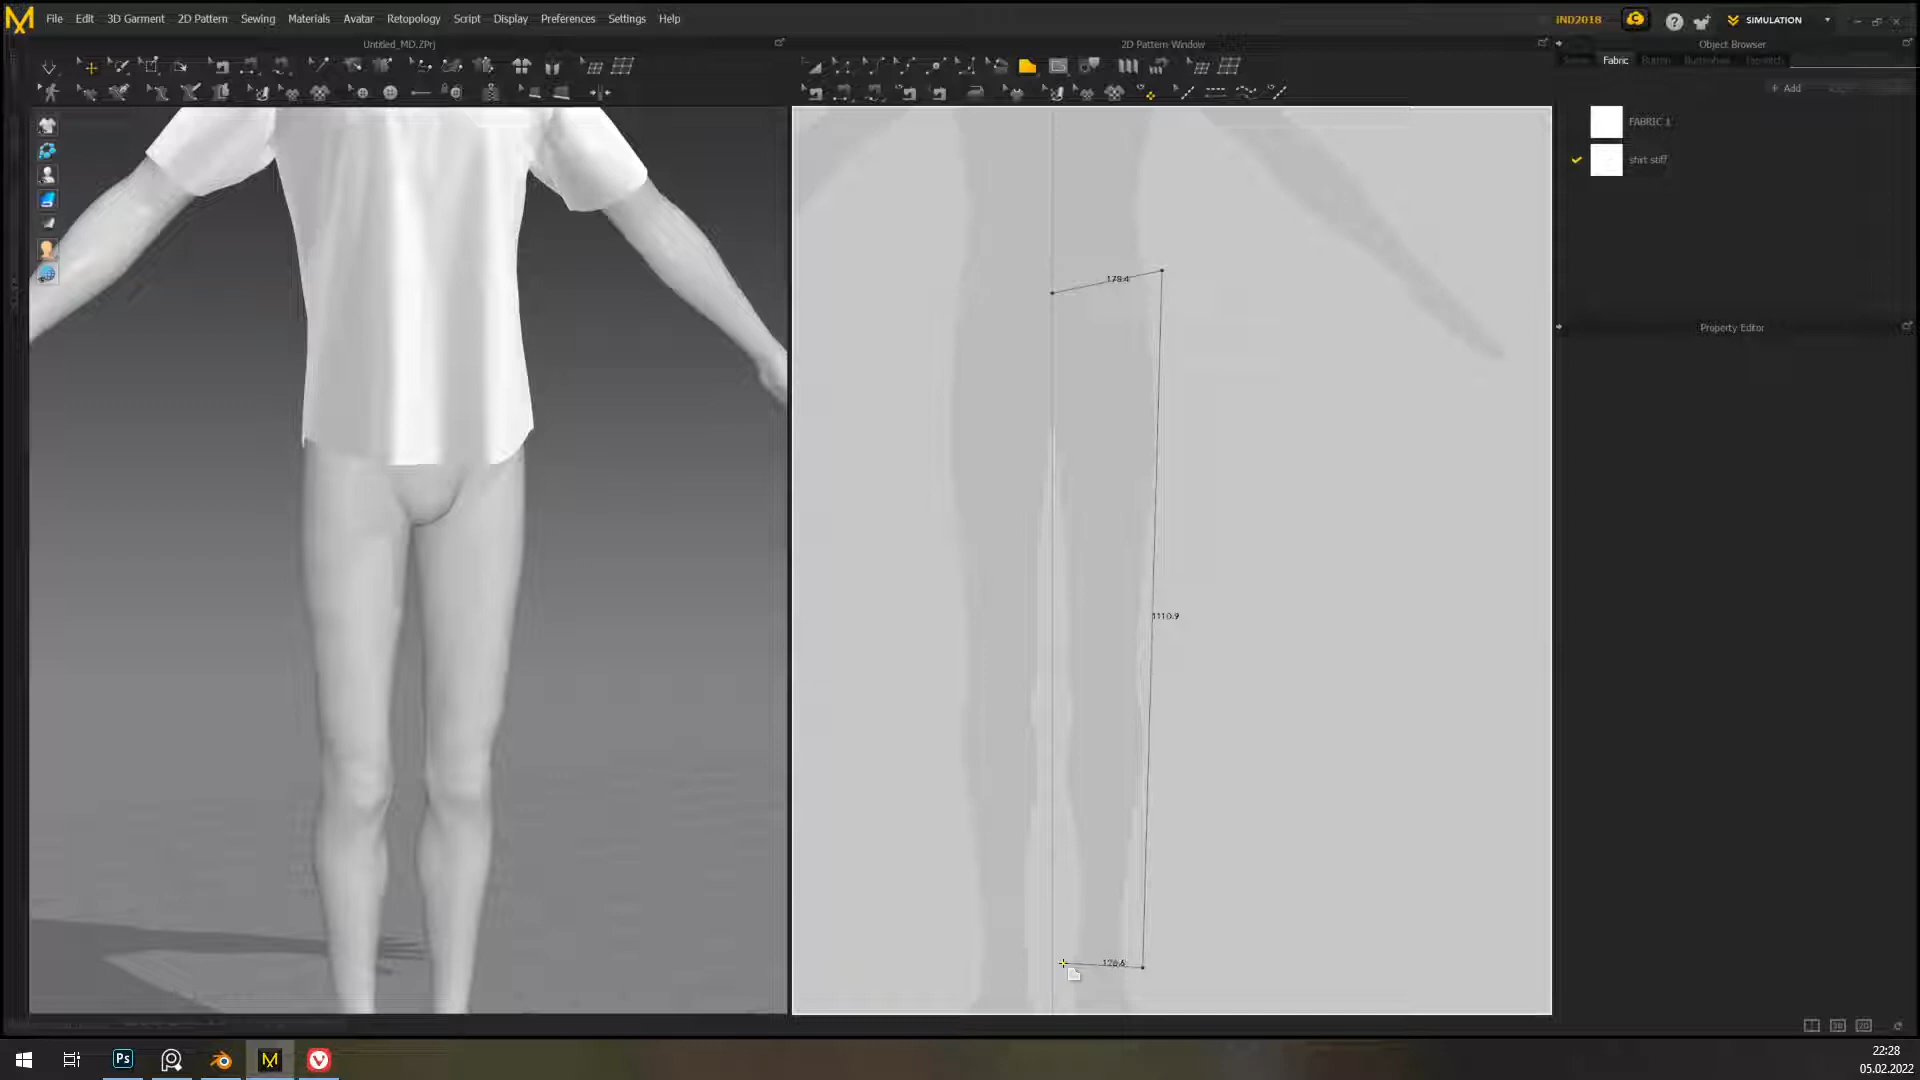 File Edit 3D Garment 2D Pattern Sewing Materials Avatar Retopology Script Display Preferences Settings Help
iND2018
SIMULATION
Untitled_MD.ZPrj
2D Pattern Window
Object Browser
Fabric Button
+ Add
FABRIC 1
shirt stiff
Property Editor
178.4
1110.9
Ps
22:28
05.02.2022